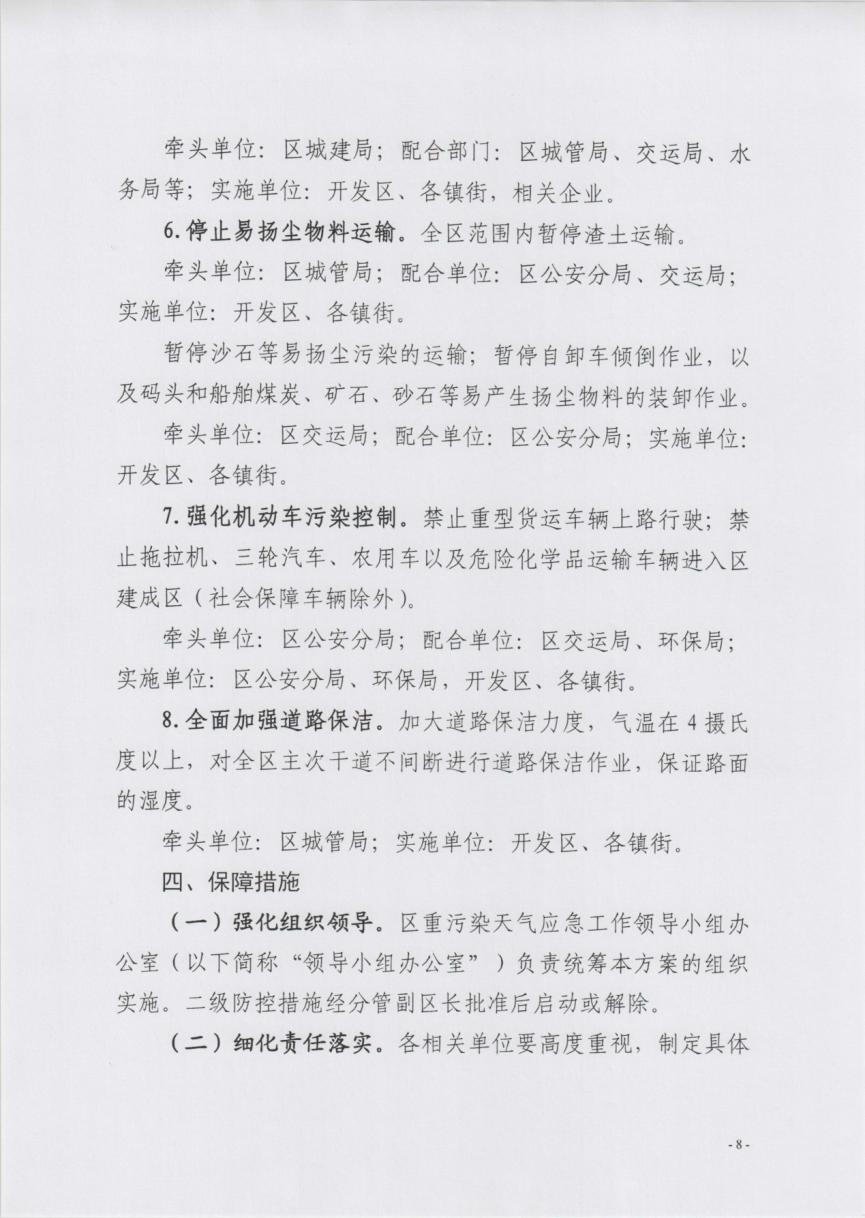 牵头单位：区城建局；配合部门：区城管局、交运局、水
务局等；实施单位：开发区、各镇街，相关企业。
6.停止易扬尘物料运输。全区范围内暂停渣土运输。
牵头单位：区城管局；配合单位：区公安分局、交运局；
实施单位：开发区、各镇街。
暂停沙石等易扬尘污染的运输；暂停自卸车倾倒作业，以
及码头和船舶煤炭、矿石、砂石等易产生扬尘物料的装卸作业。
牵头单位：区交运局；配合单位：区公安分局；实施单位：
开发区、各镇街。
7.强化机动车污染控制。禁止重型货运车辆上路行驶；禁
止拖拉机、三轮汽车、农用车以及危险化学品运输车辆进入区
建成区（社会保障车辆除外）。
牵头单位：区公安分局；配合单位：区交运局、环保局；
实施单位：区公安分局、环保局，开发区、各镇街。
8.全面加强道路保洁。加大道路保洁力度，气温在 4 摄氏
度以上，对全区主次干道不间断进行道路保洁作业，保证路面
的湿度。
牵头单位：区城管局；实施单位：开发区、各镇街。
四、保障措施
（一）强化组织领导。区重污染天气应急工作领导小组办
公室（以下简称“领导小组办公室”）负责统筹本方案的组织
实施。二级防控措施经分管副区长批准后启动或解除。
（二）细化责任落实。各相关单位要高度重视，制定具体
- 8 -